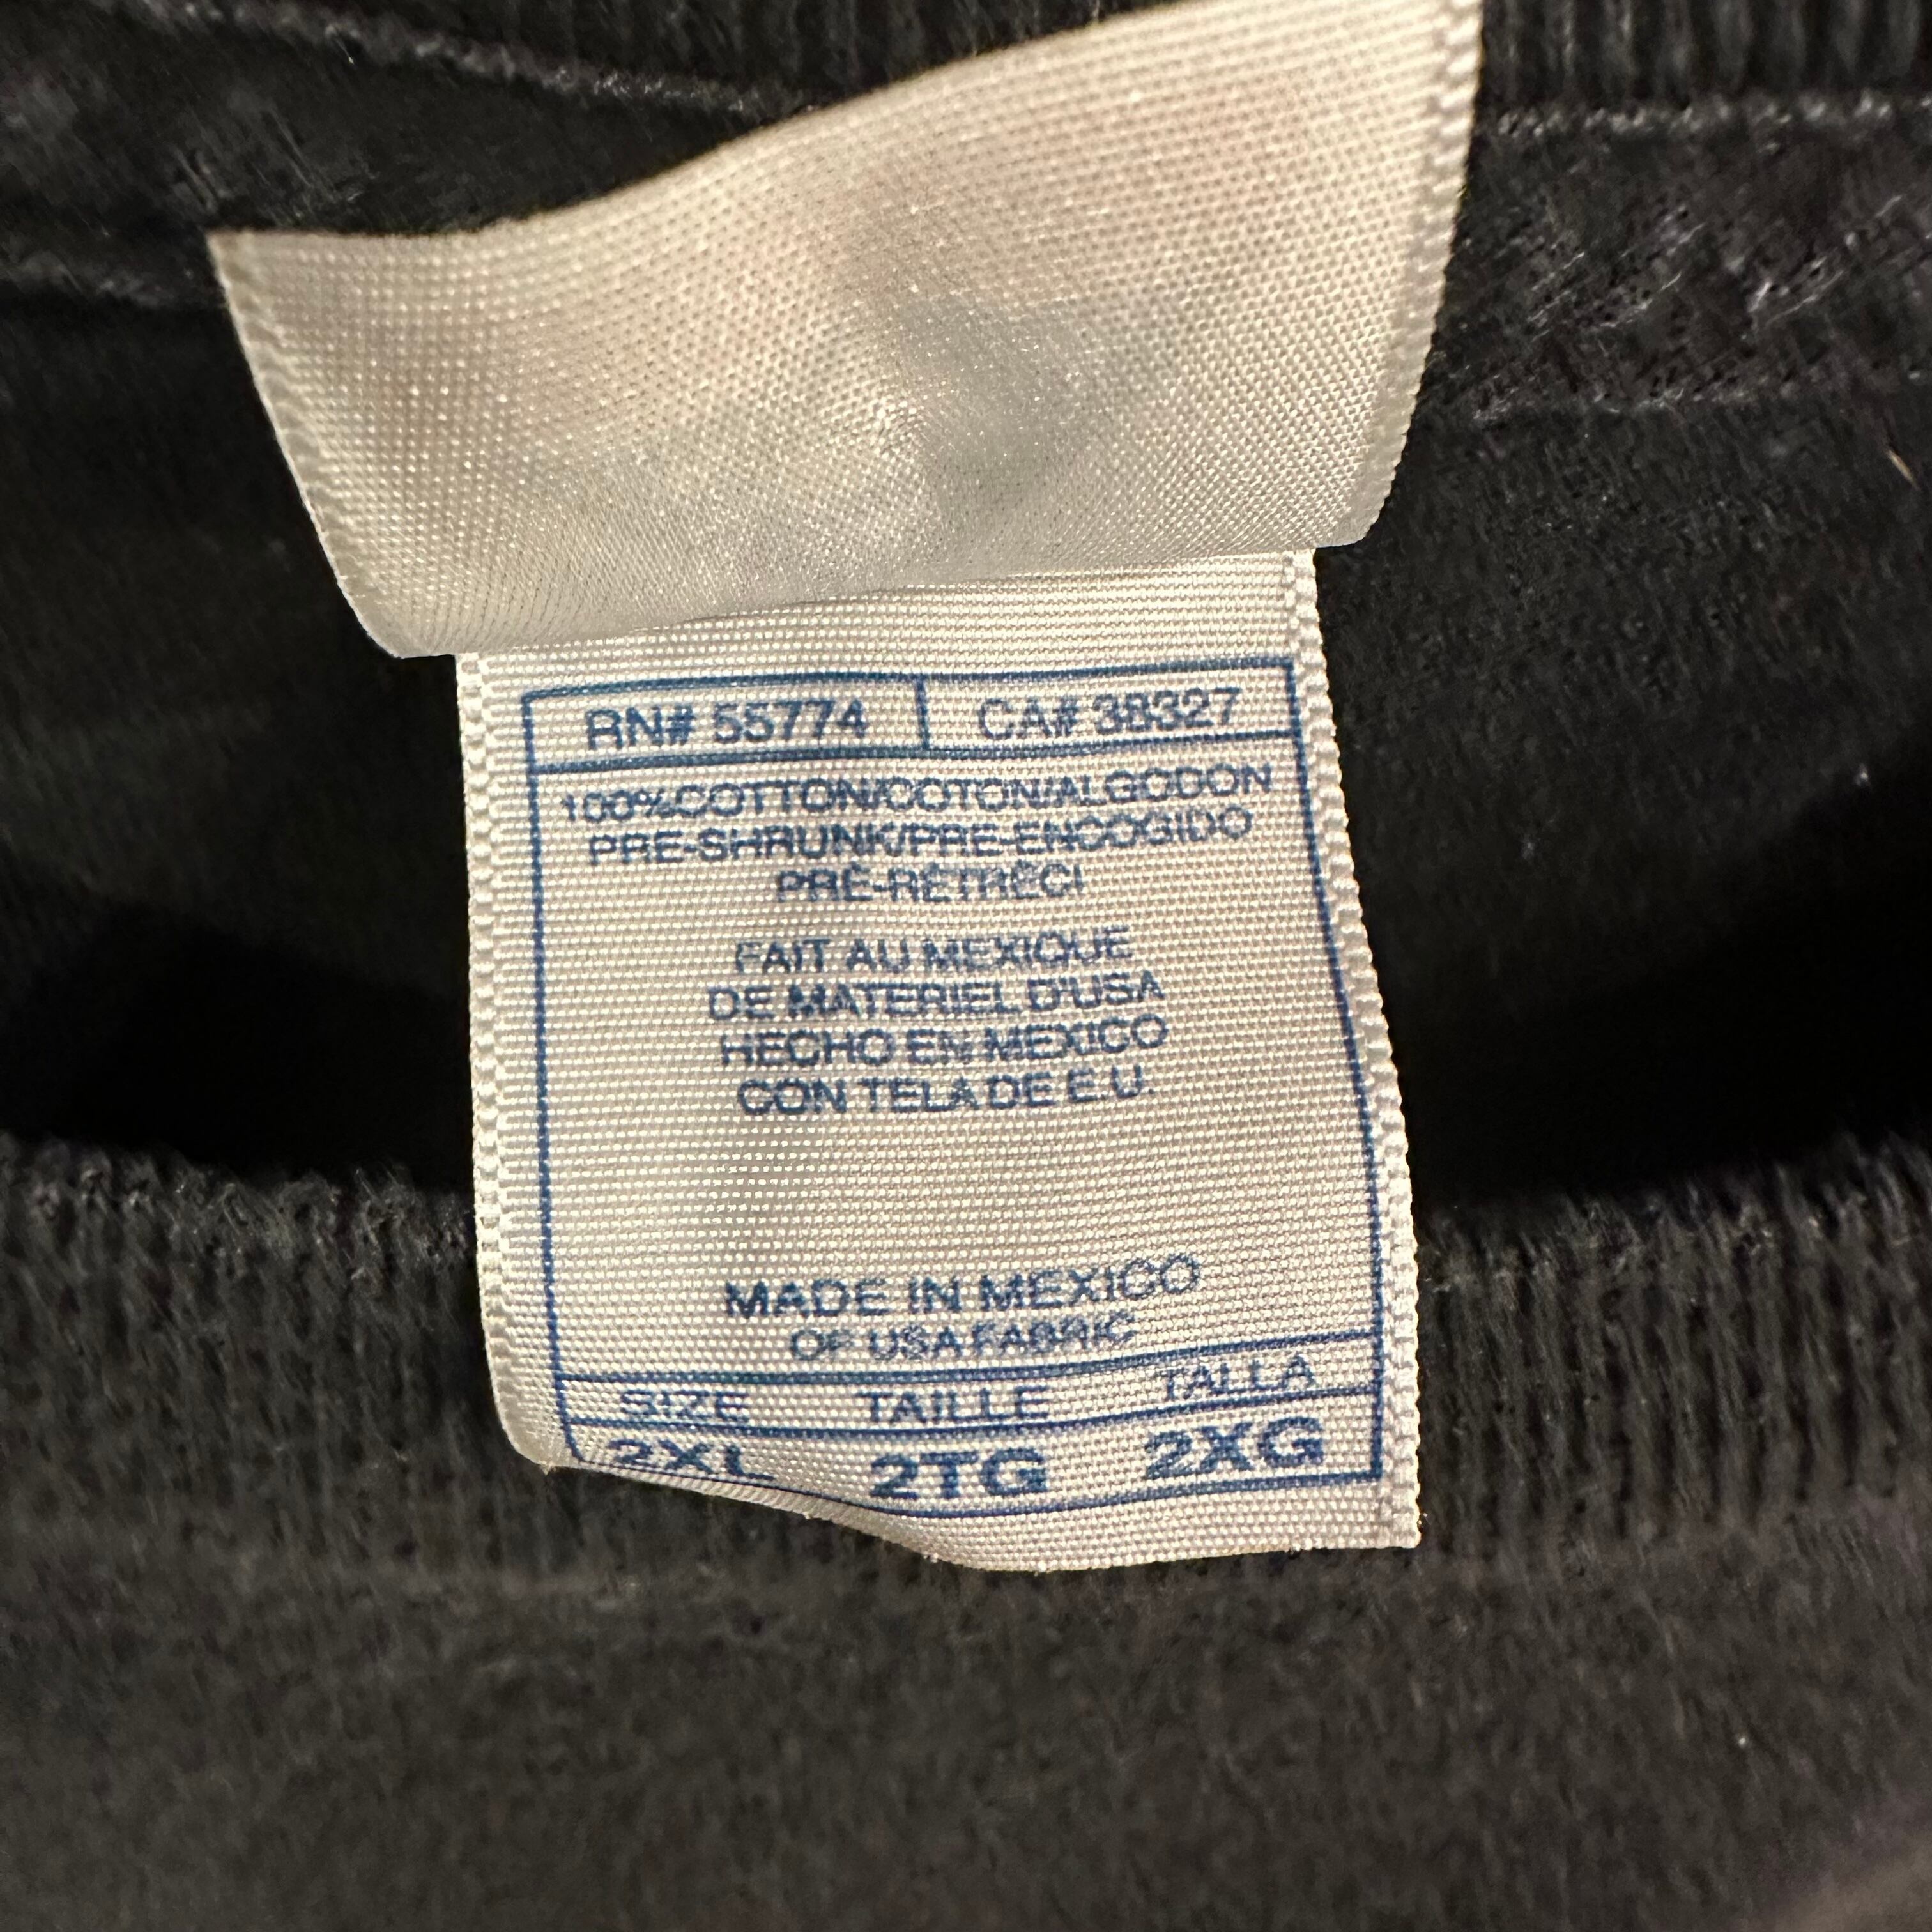 RN# 55774 CA# 38327
100%COTTON/COTON/ALGODON
PRE-SHRUNK/PRE-ENCOGIDO
PRÉ-RÉTRÉCI
FAIT AU MEXIQUE
DE MATERIEL D'USA
HECHO EN MEXICO
CON TELA DE E.U.
MADE IN MEXICO
OF USA FABRIC
SIZE TAILLE TALLA
2XL 2TG 2XG